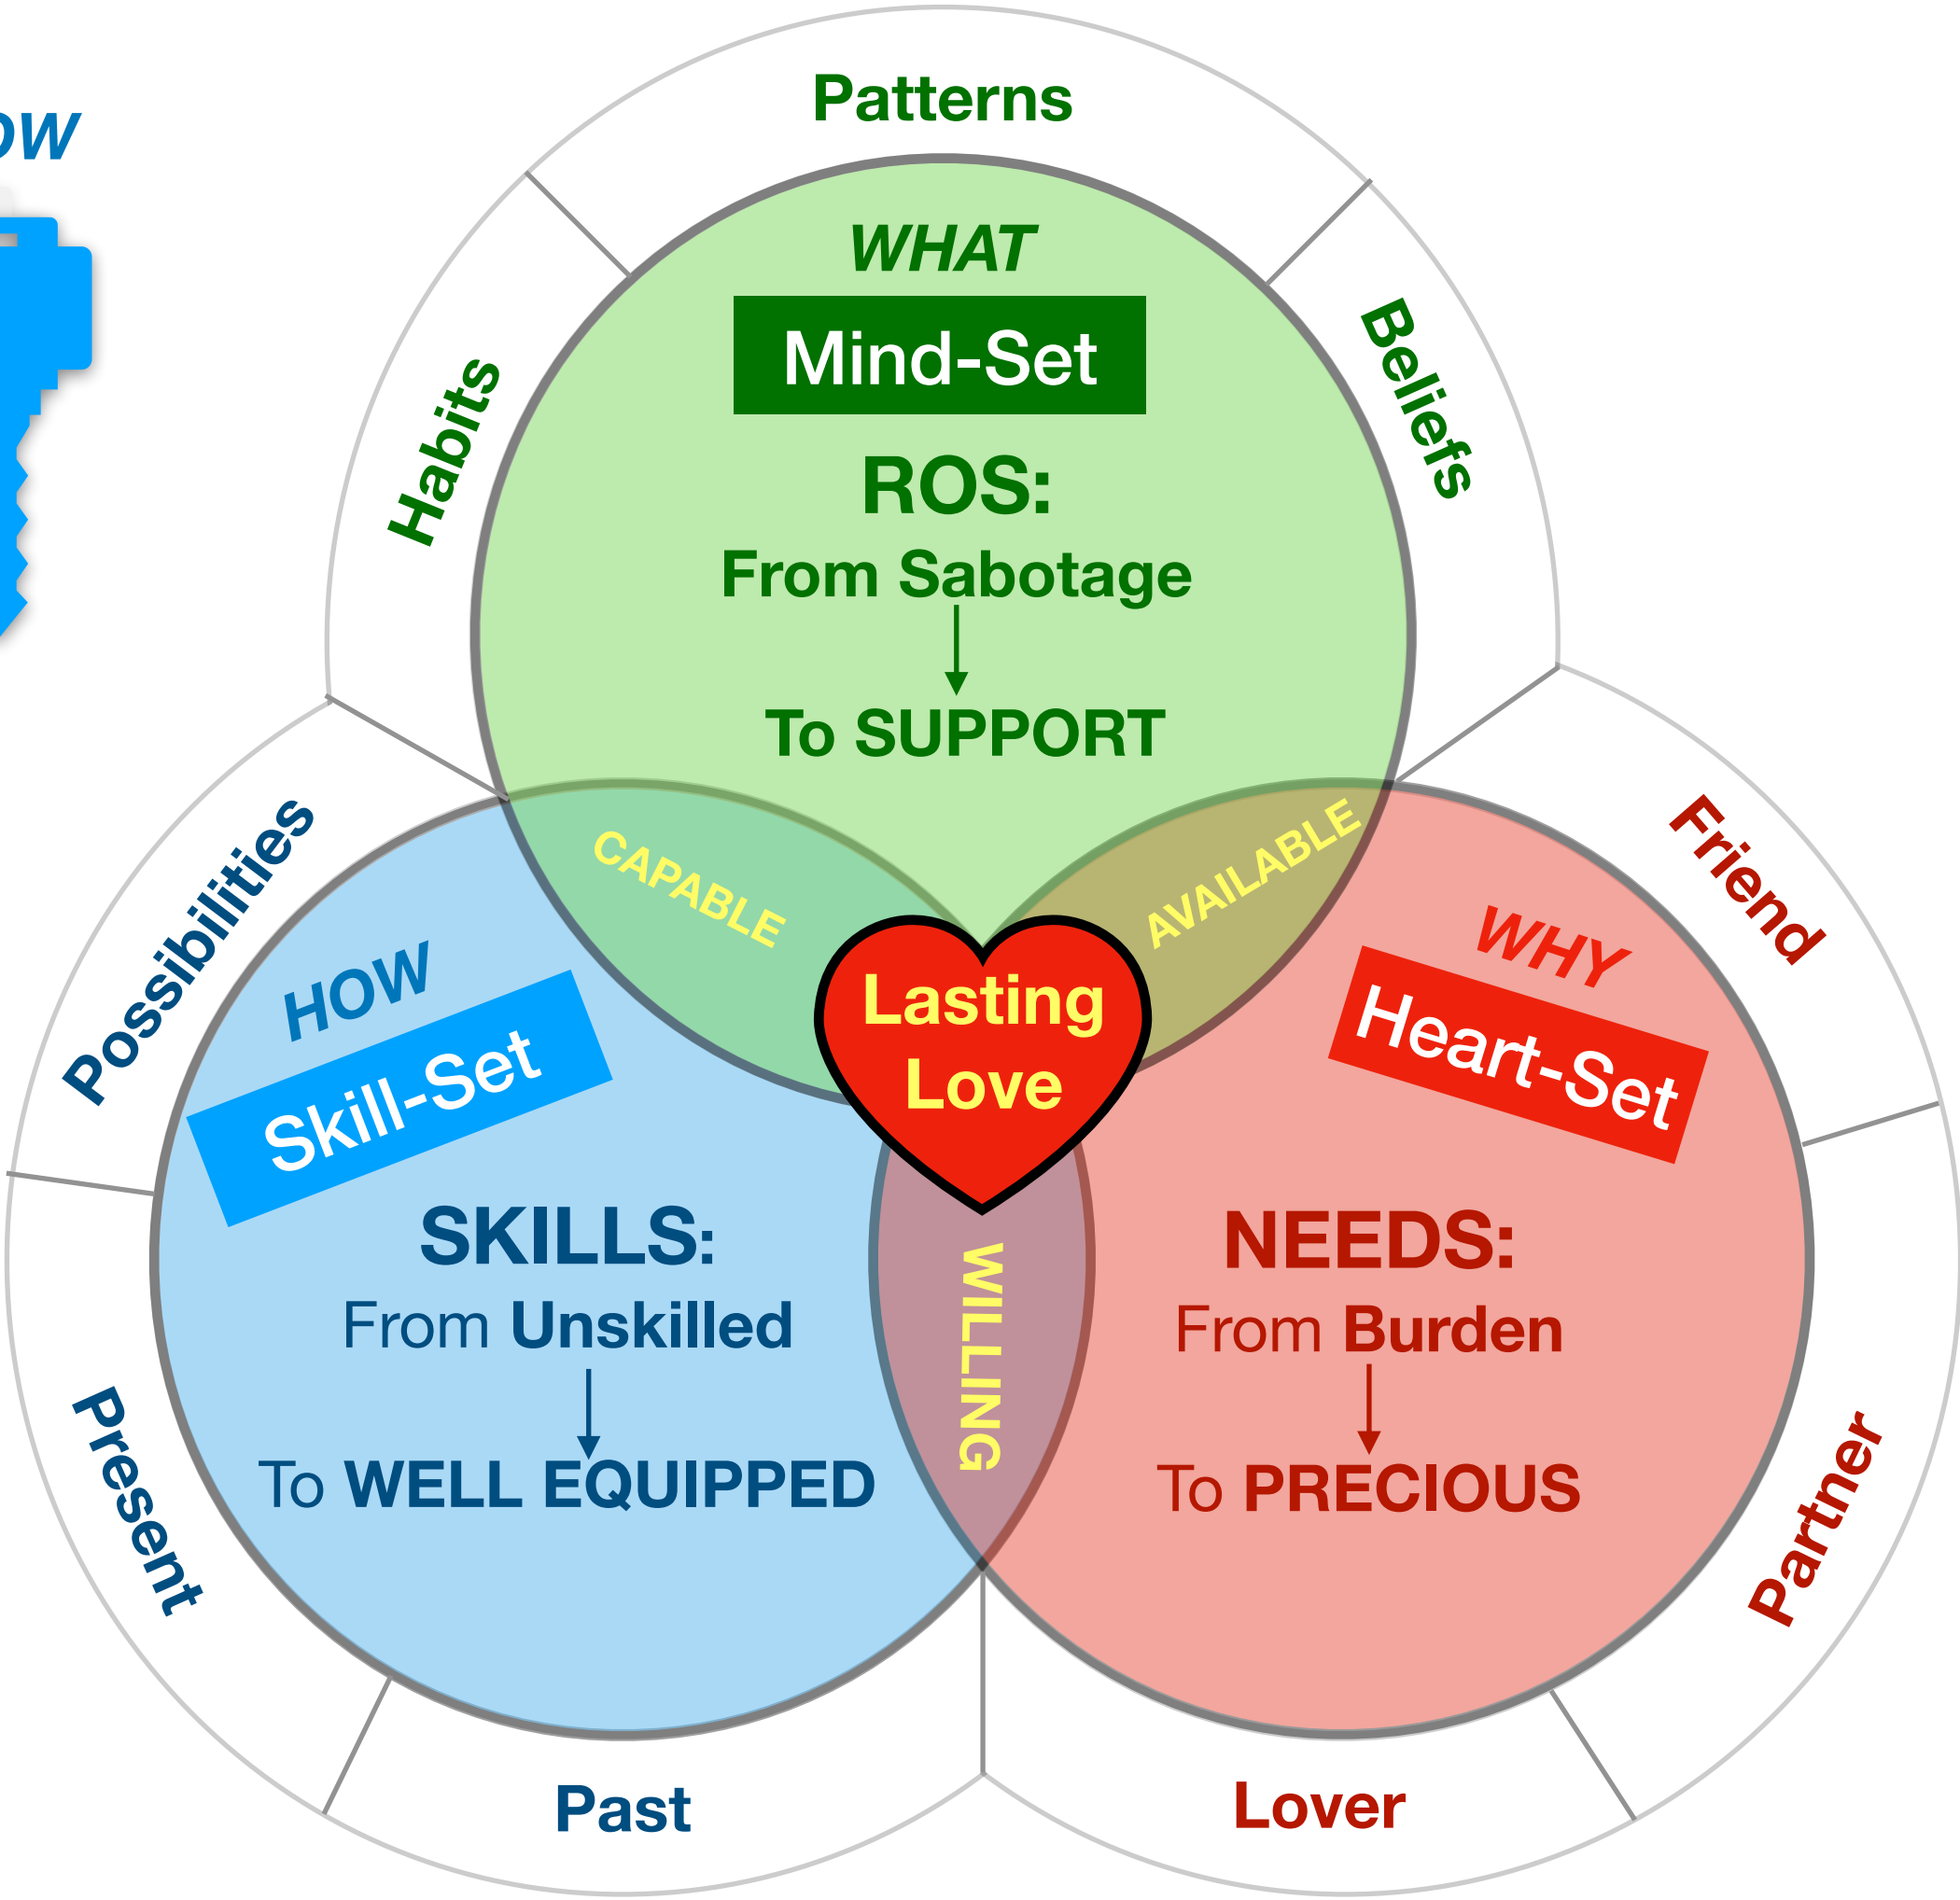 Patterns
Habits
Beliefs
WHAT
Mind-Set
ROS:
From Sabotage
To SUPPORT
CAPABLE
AVAILABLE
Lasting
Love
WILLING
Possibilities
HOW
Skill-Set
SKILLS:
From Unskilled
To WELL EQUIPPED
Present
Past
Friend
WHY
Heart-Set
NEEDS:
From Burden
To PRECIOUS
Partner
Lover